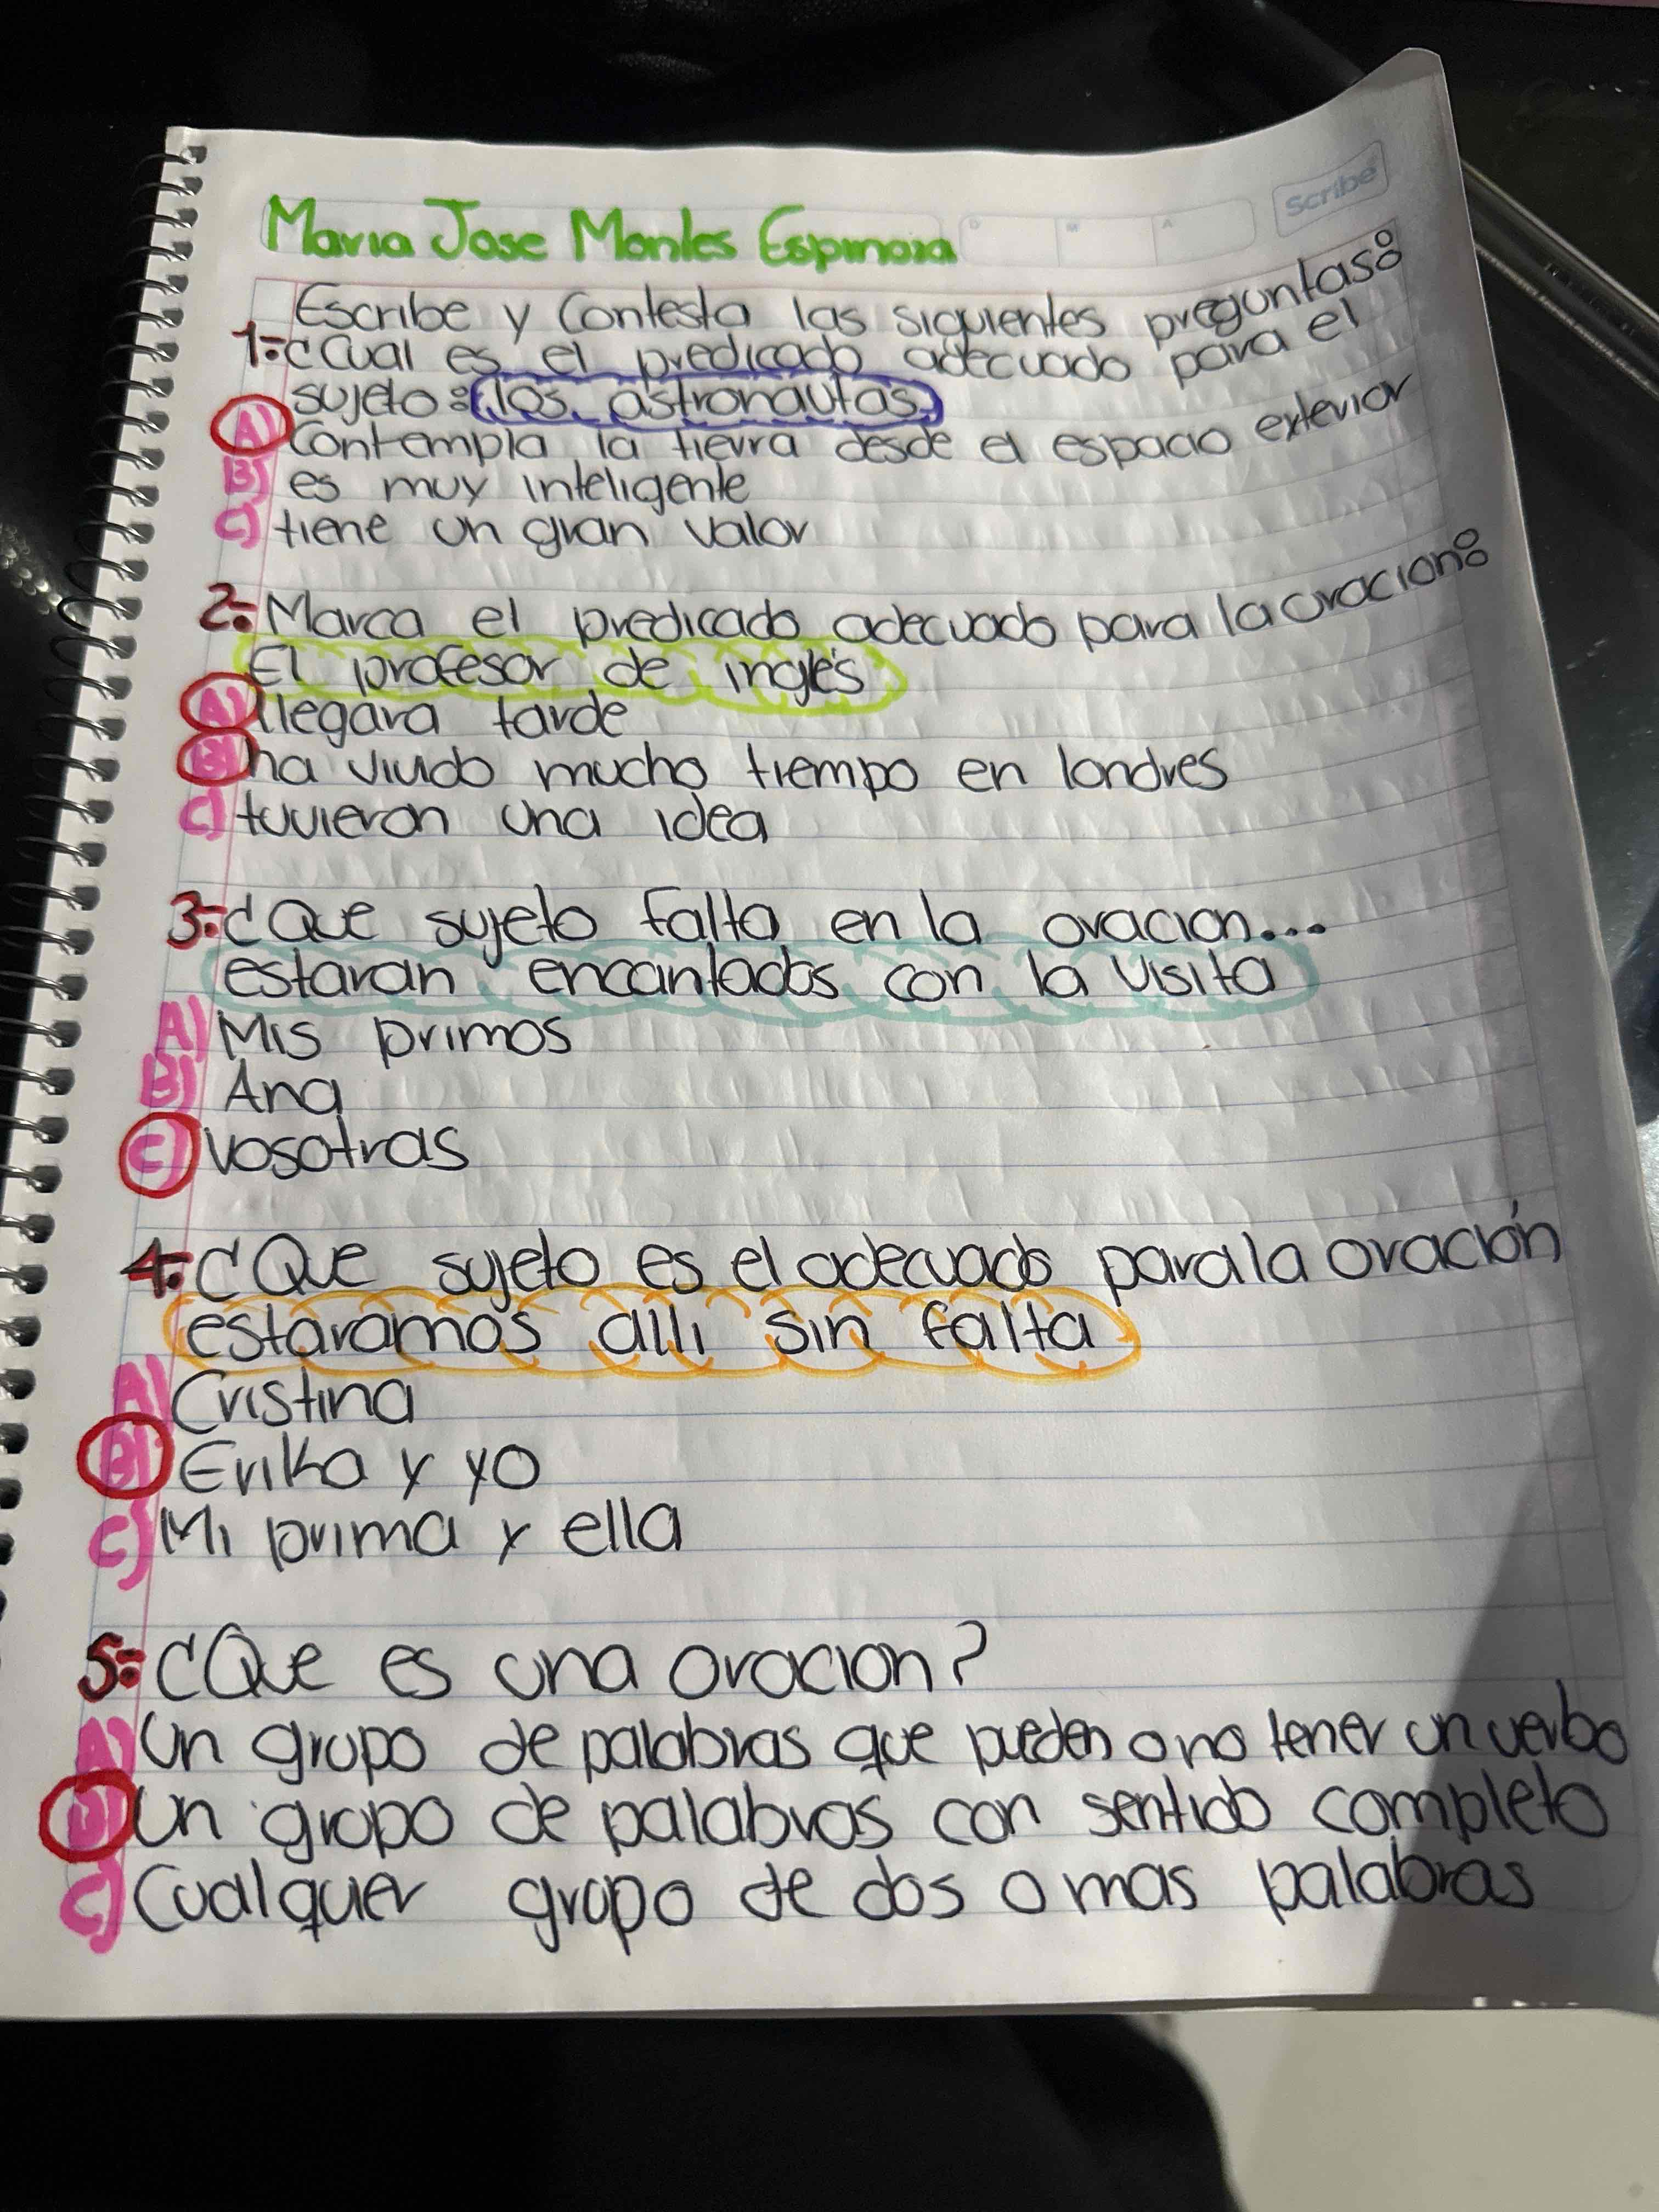 Scribe
D M A
Maria Jose Monles Espinoza
Escribe y Contesta las siguientes preguntas:
1:¿Cual es el predicado adecuado para el
sujeto: los astronautas
A) Contempla la tierra desde el espacio exterior
B) es muy inteligente
C) tiene un gran valor
2: Marca el predicado adecuado para la oracion:
El profesor de inglés
A) llegara tarde
B) ha vivido mucho tiempo en londres
C) tuvieron una idea
3:¿Que sujeto falta en la oracion...
estaran encantados con la visita
A) Mis primos
B) Ana
C) vosotras
4:¿Que sujeto es el adecuado para la oración
estaramos alli sin falta
A) Cristina
B) Erika y yo
C) Mi prima y ella
5:¿Que es una oracion?
A) Un grupo de palabras que pueden o no tener un verbo
B) un grupo de palabras con sentido completo
C) Cualquier grupo de dos o mas palabras